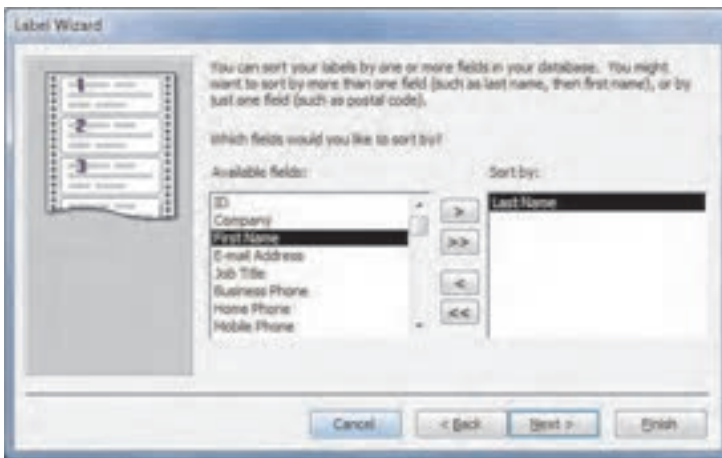 Label Wizard
You can sort your labels by one or more fields in your database. You might
want to sort by more than one field (such as last name, then first name), or by
just one field (such as postal code).
Which fields would you like to sort by?
Available fields:
Sort by:
ID
Company
First Name
E-mail Address
Job Title
Business Phone
Home Phone
Mobile Phone
>
>>
<
<<
Last Name
1
2
3
Cancel
< Back
Next >
Finish